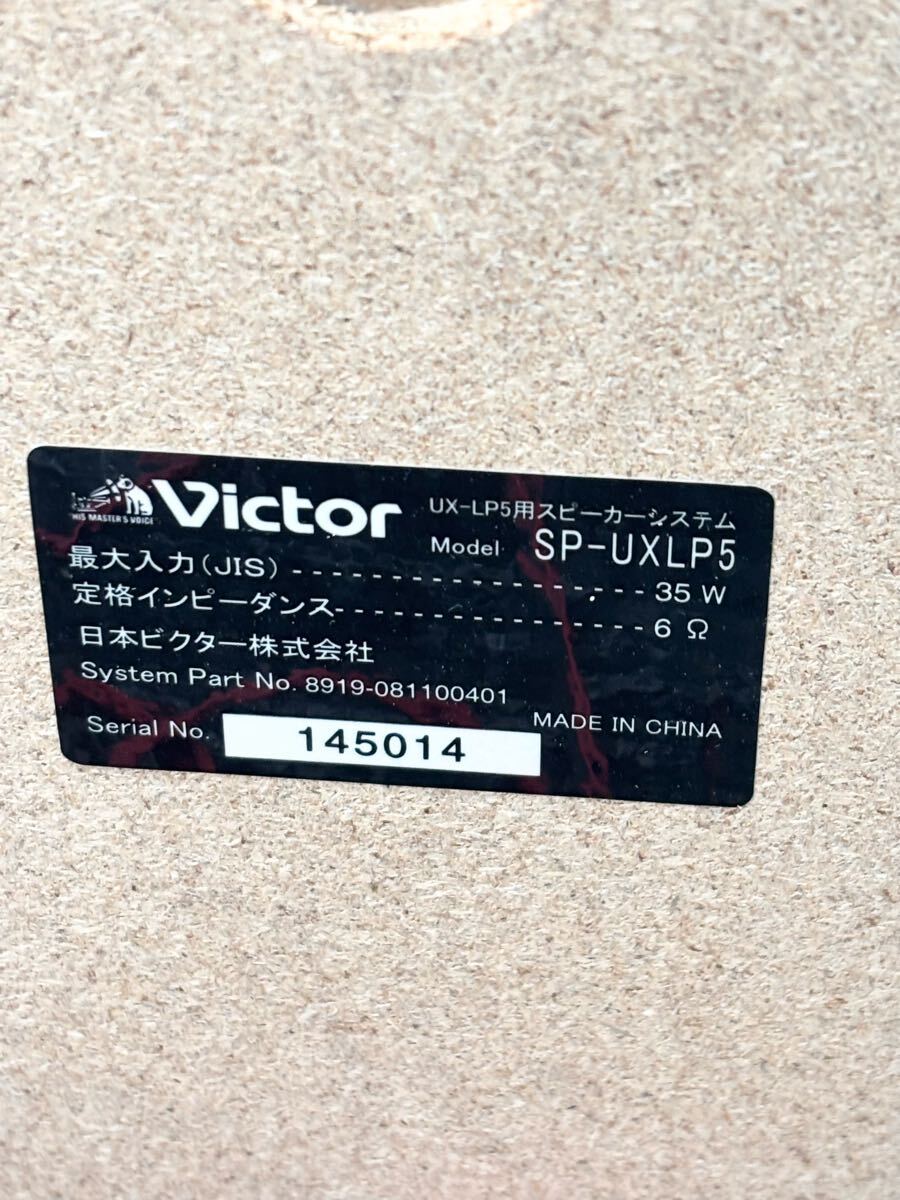 HIS MASTER'S VOICE
Victor
UX-LP5用スピーカーシステム
Model SP-UXLP5
最大入力(JIS) ------------------ 35 W
定格インピーダンス---------------- 6 Ω
日本ビクター株式会社
System Part No. 8919-081100401
MADE IN CHINA
Serial No. 145014